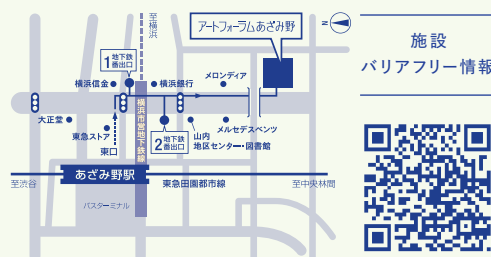 至横浜
アートフォーラムあざみ野
N
1 地下鉄
番出口
横浜信金
横浜銀行
メロンディア
大正堂
東急ストア
東口
横浜市営地下鉄線
2 地下鉄
番出口
山内
地区センター・図書館
メルセデスベンツ
あざみ野駅
至渋谷
東急田園都市線
至中央林間
バスターミナル
施設
バリアフリー情報